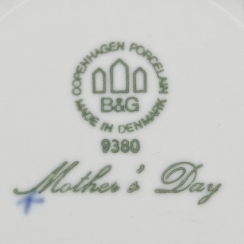 COPENHAGEN PORCELAIN
B&G
MADE IN DENMARK
9380
Mother's Day